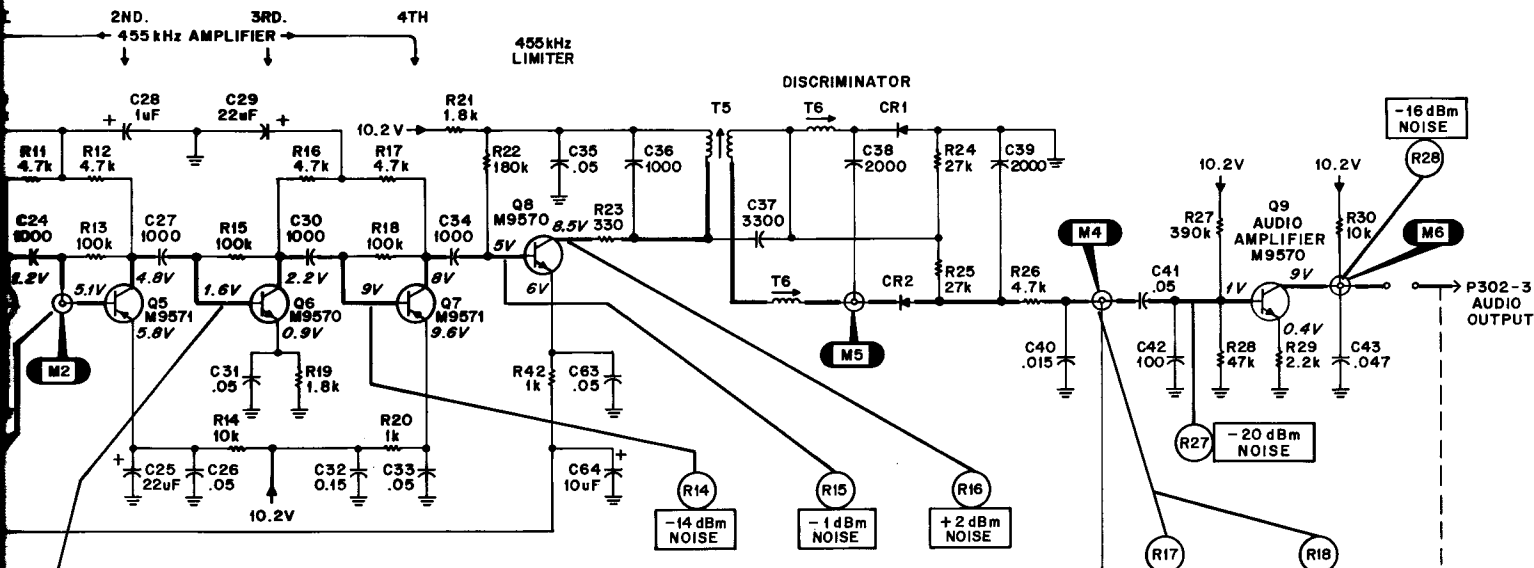 2ND. 3RD. 4TH
455 kHz AMPLIFIER
455kHz
LIMITER
DISCRIMINATOR
C28
1uF
C29
22uF
R21
1.8k
10.2V
T5
T6
CR1
-16 dBm
NOISE
R28
R11
4.7k
R12
4.7k
R16
4.7k
R17
4.7k
R22
180k
C35
.05
C36
1000
C38
2000
R24
27k
C39
2000
10.2V
10.2V
C24
1000
R13
100k
C27
1000
R15
100k
C30
1000
R18
100k
C34
1000
Q8
M9570
8.5V
R23
330
C37
3300
M4
R27
390k
Q9
AUDIO
AMPLIFIER
M9570
R30
10k
M6
1.2V
5.1V
4.8V
1.6V
2.2V
9V
8V
5V
6V
T6
CR2
R25
27k
R26
4.7k
C41
.05
1V
9V
P302-3
AUDIO
OUTPUT
Q5
M9571
5.8V
Q6
M9570
0.9V
Q7
M9571
9.6V
M2
M5
C31
.05
R19
1.8k
R42
1k
C63
.05
C40
.015
C42
100
R28
47k
0.4V
R29
2.2k
C43
.047
R14
10k
R20
1k
C25
22uF
C26
.05
C32
0.15
C33
.05
C64
10uF
10.2V
R27
-20 dBm
NOISE
R14
-14 dBm
NOISE
R15
-1 dBm
NOISE
R16
+2 dBm
NOISE
R17
R18